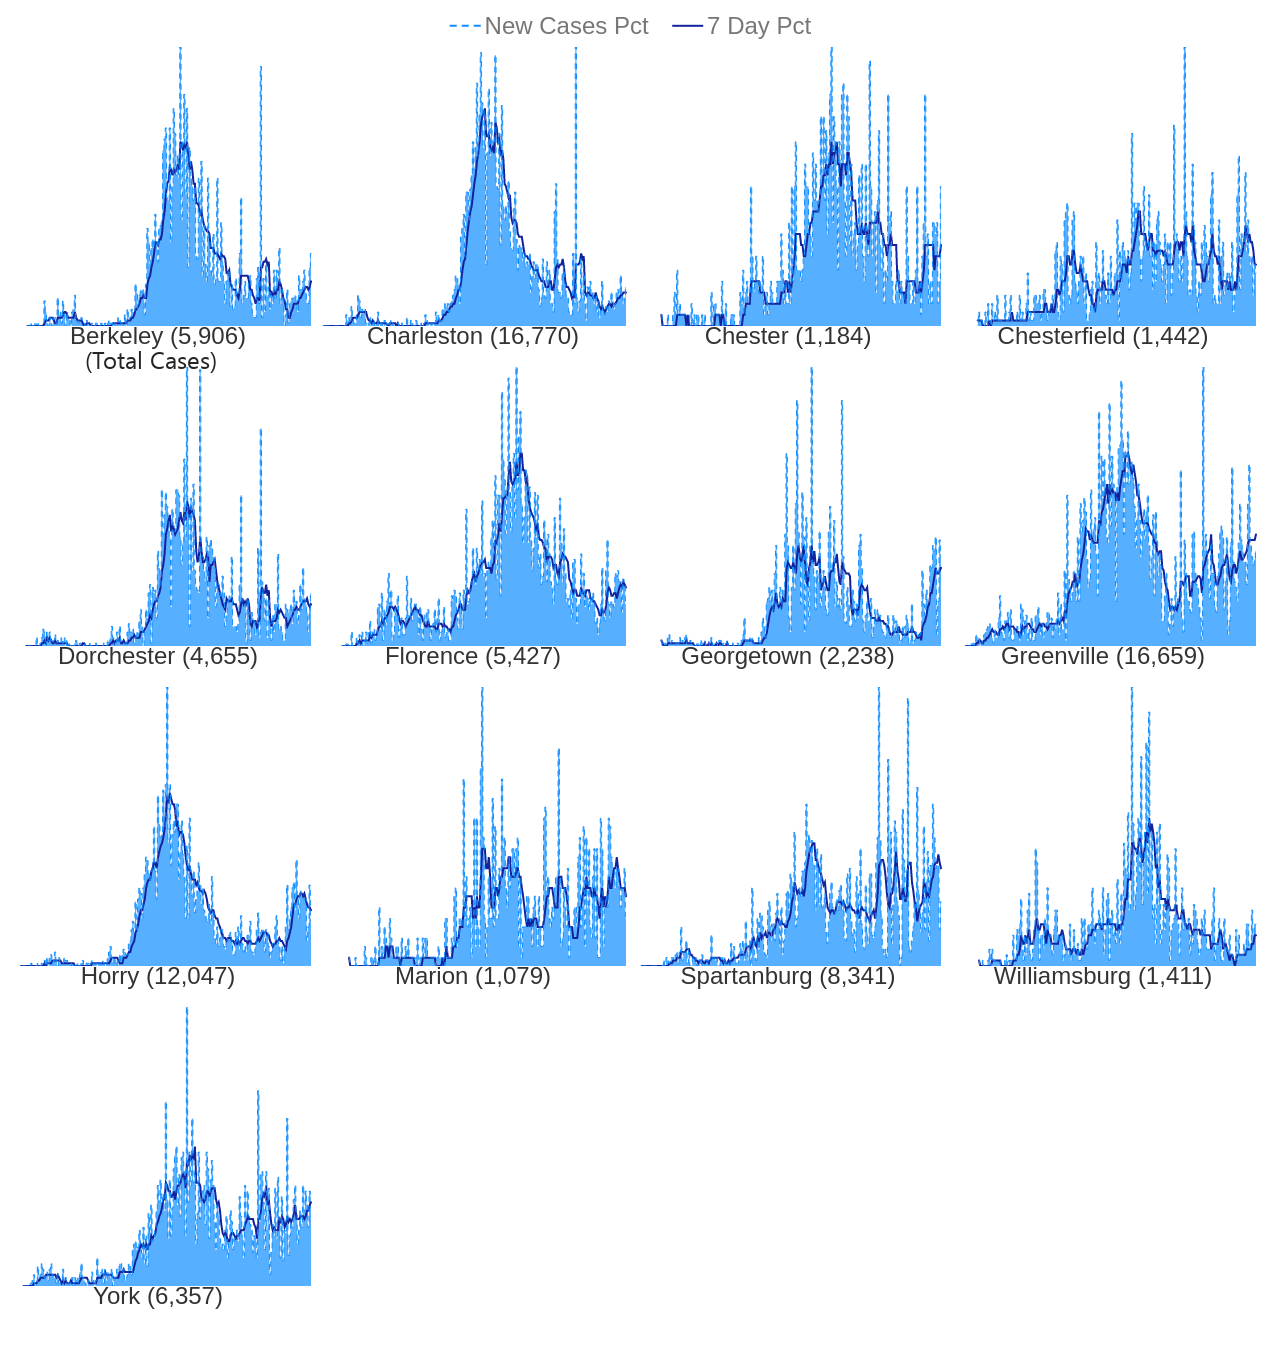 New Cases Pct 7 Day Pct
Berkeley (5,906) Charleston (16,770) Chester (1,184) Chesterfield (1,442)
(Total Cases)
Dorchester (4,655) Florence (5,427) Georgetown (2,238) Greenville (16,659)
Horry (12,047) Marion (1,079) Spartanburg (8,341) Williamsburg (1,411)
York (6,357)